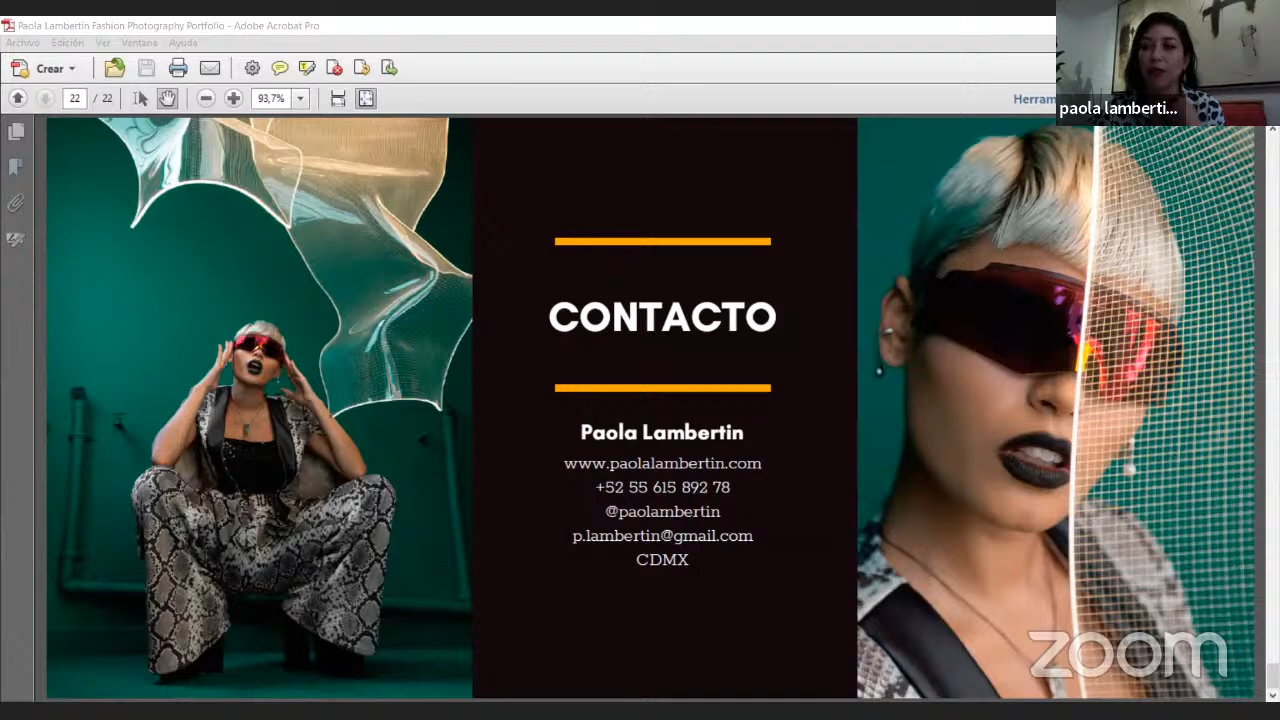 Paola Lambertin Fashion Photography Portfolio - Adobe Acrobat Pro
Archivo Edición Ver Ventana Ayuda
Crear
22 / 22
93,7%
Herram
paola lamberti...
CONTACTO
Paola Lambertin
www.paolalambertin.com
+52 55 615 892 78
@paolambertin
p.lambertin@gmail.com
CDMX
zoom